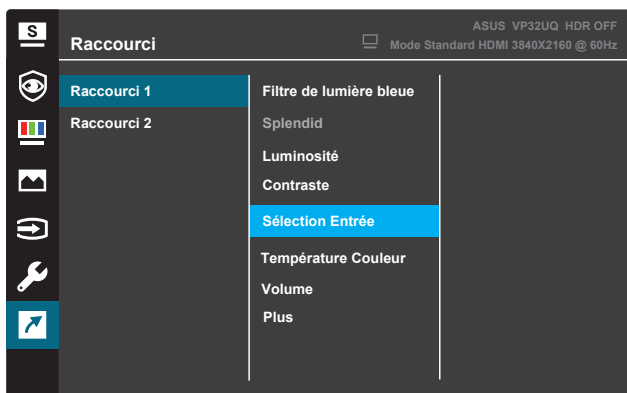 S
Raccourci
ASUS VP32UQ HDR OFF
Mode Standard HDMI 3840X2160 @ 60Hz
Raccourci 1
Raccourci 2
Filtre de lumière bleue
Splendid
Luminosité
Contraste
Sélection Entrée
Température Couleur
Volume
Plus